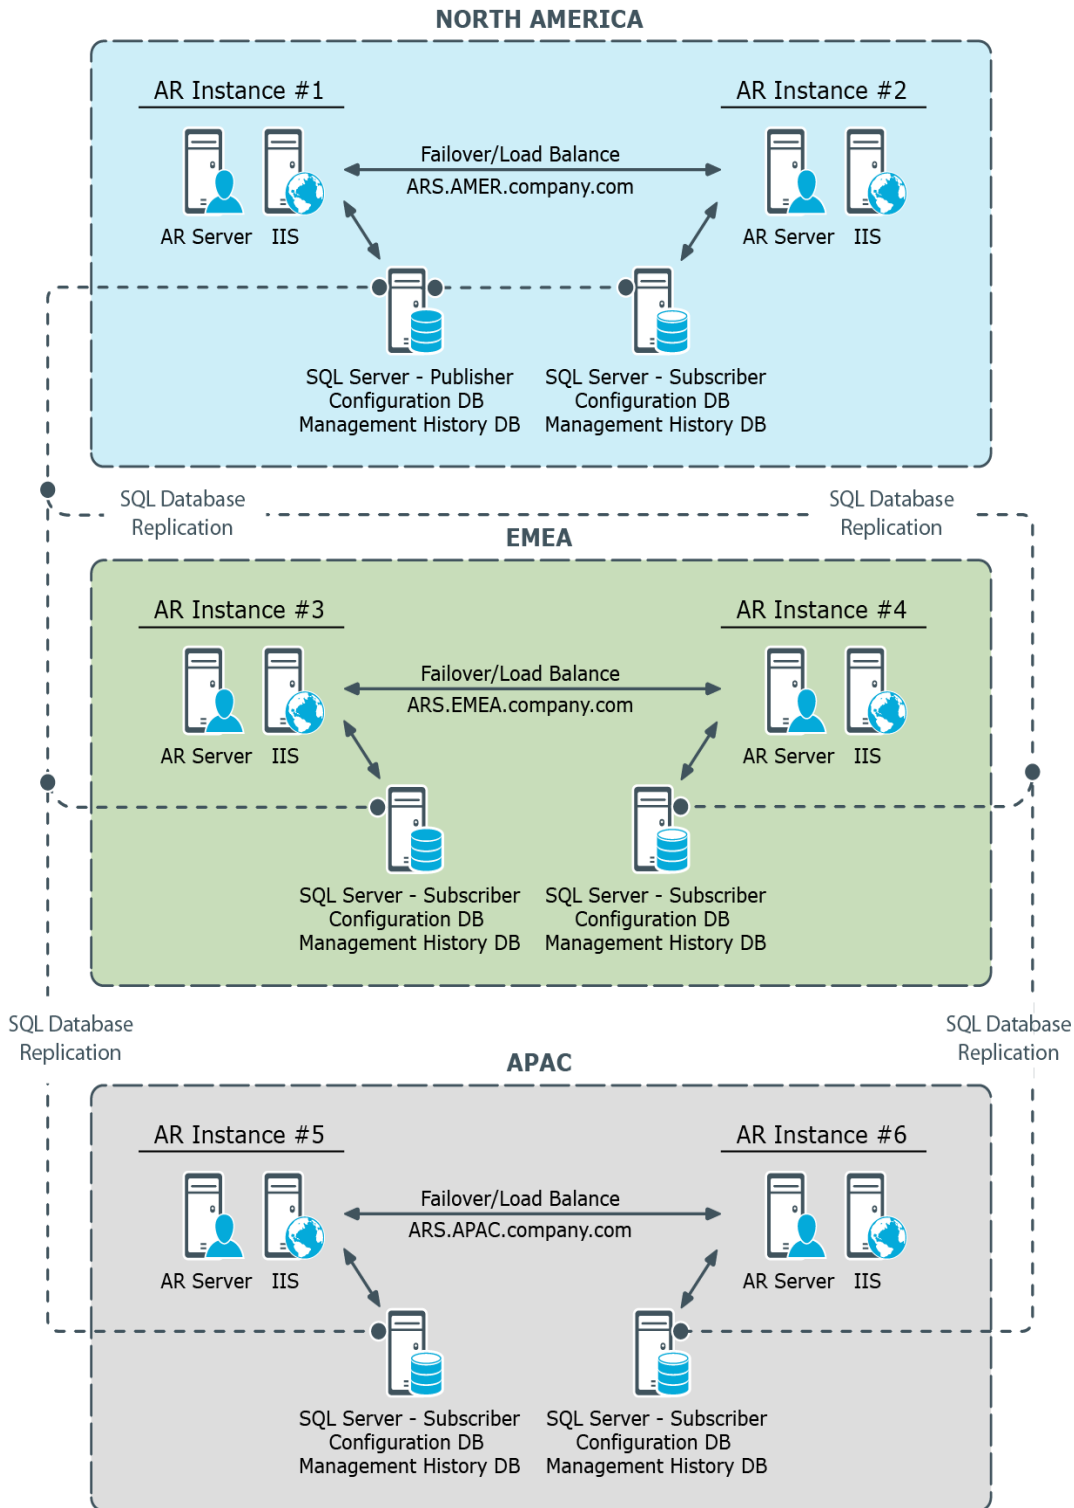 NORTH AMERICA
AR Instance #1
AR Instance #2
Failover/Load Balance
ARS.AMER.company.com
AR Server
IIS
AR Server
IIS
SQL Server - Publisher
Configuration DB
Management History DB
SQL Server - Subscriber
Configuration DB
Management History DB
SQL Database
Replication
SQL Database
Replication
EMEA
AR Instance #3
AR Instance #4
Failover/Load Balance
ARS.EMEA.company.com
AR Server
IIS
AR Server
IIS
SQL Server - Subscriber
Configuration DB
Management History DB
SQL Server - Subscriber
Configuration DB
Management History DB
SQL Database
Replication
SQL Database
Replication
APAC
AR Instance #5
AR Instance #6
Failover/Load Balance
ARS.APAC.company.com
AR Server
IIS
AR Server
IIS
SQL Server - Subscriber
Configuration DB
Management History DB
SQL Server - Subscriber
Configuration DB
Management History DB